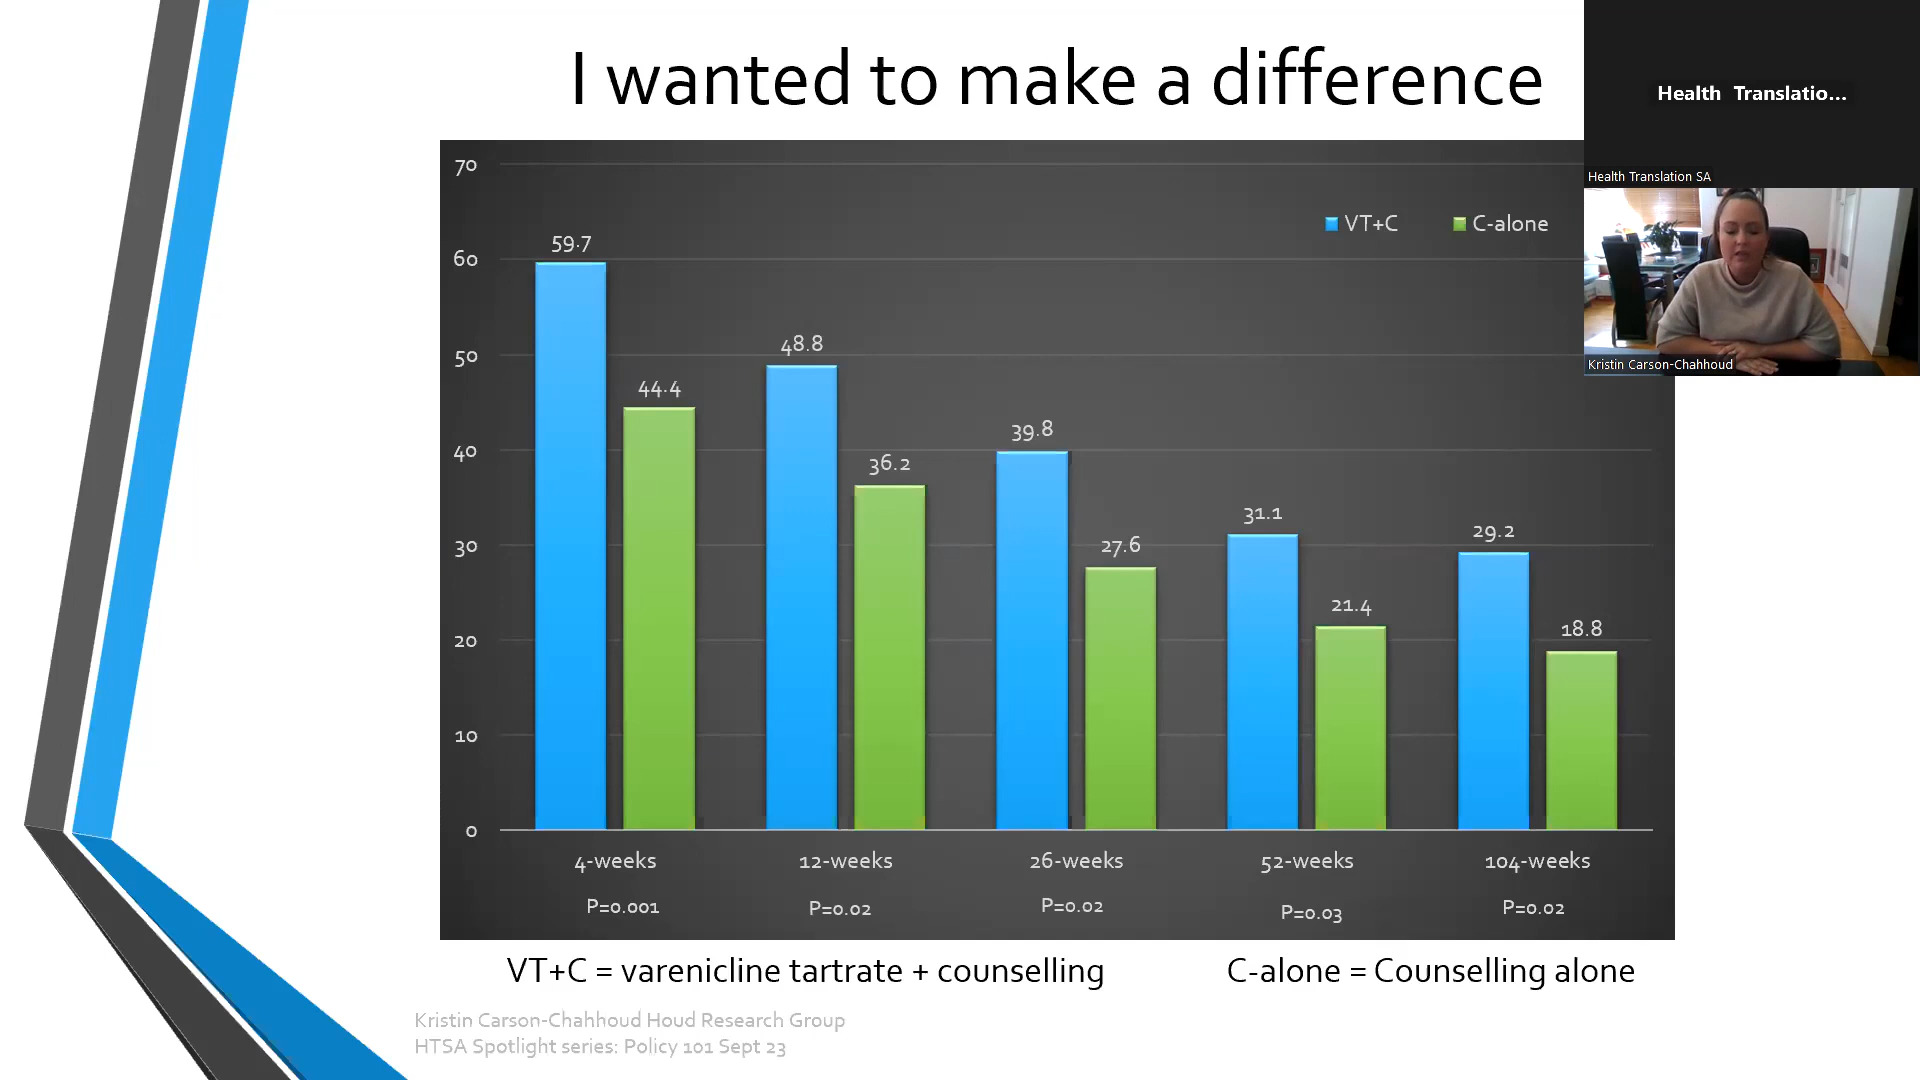 I wanted to make a difference
Health Translatio...
Health Translation SA
Kristin Carson-Chahhoud
70
60
50
40
30
20
10
0
VT+C C-alone
59.7
44.4
48.8
36.2
39.8
27.6
31.1
21.4
29.2
18.8
4-weeks 12-weeks 26-weeks 52-weeks 104-weeks
P=0.001 P=0.02 P=0.02 P=0.03 P=0.02
VT+C = varenicline tartrate + counselling C-alone = Counselling alone
Kristin Carson-Chahhoud Houd Research Group
HTSA Spotlight series: Policy 101 Sept 23